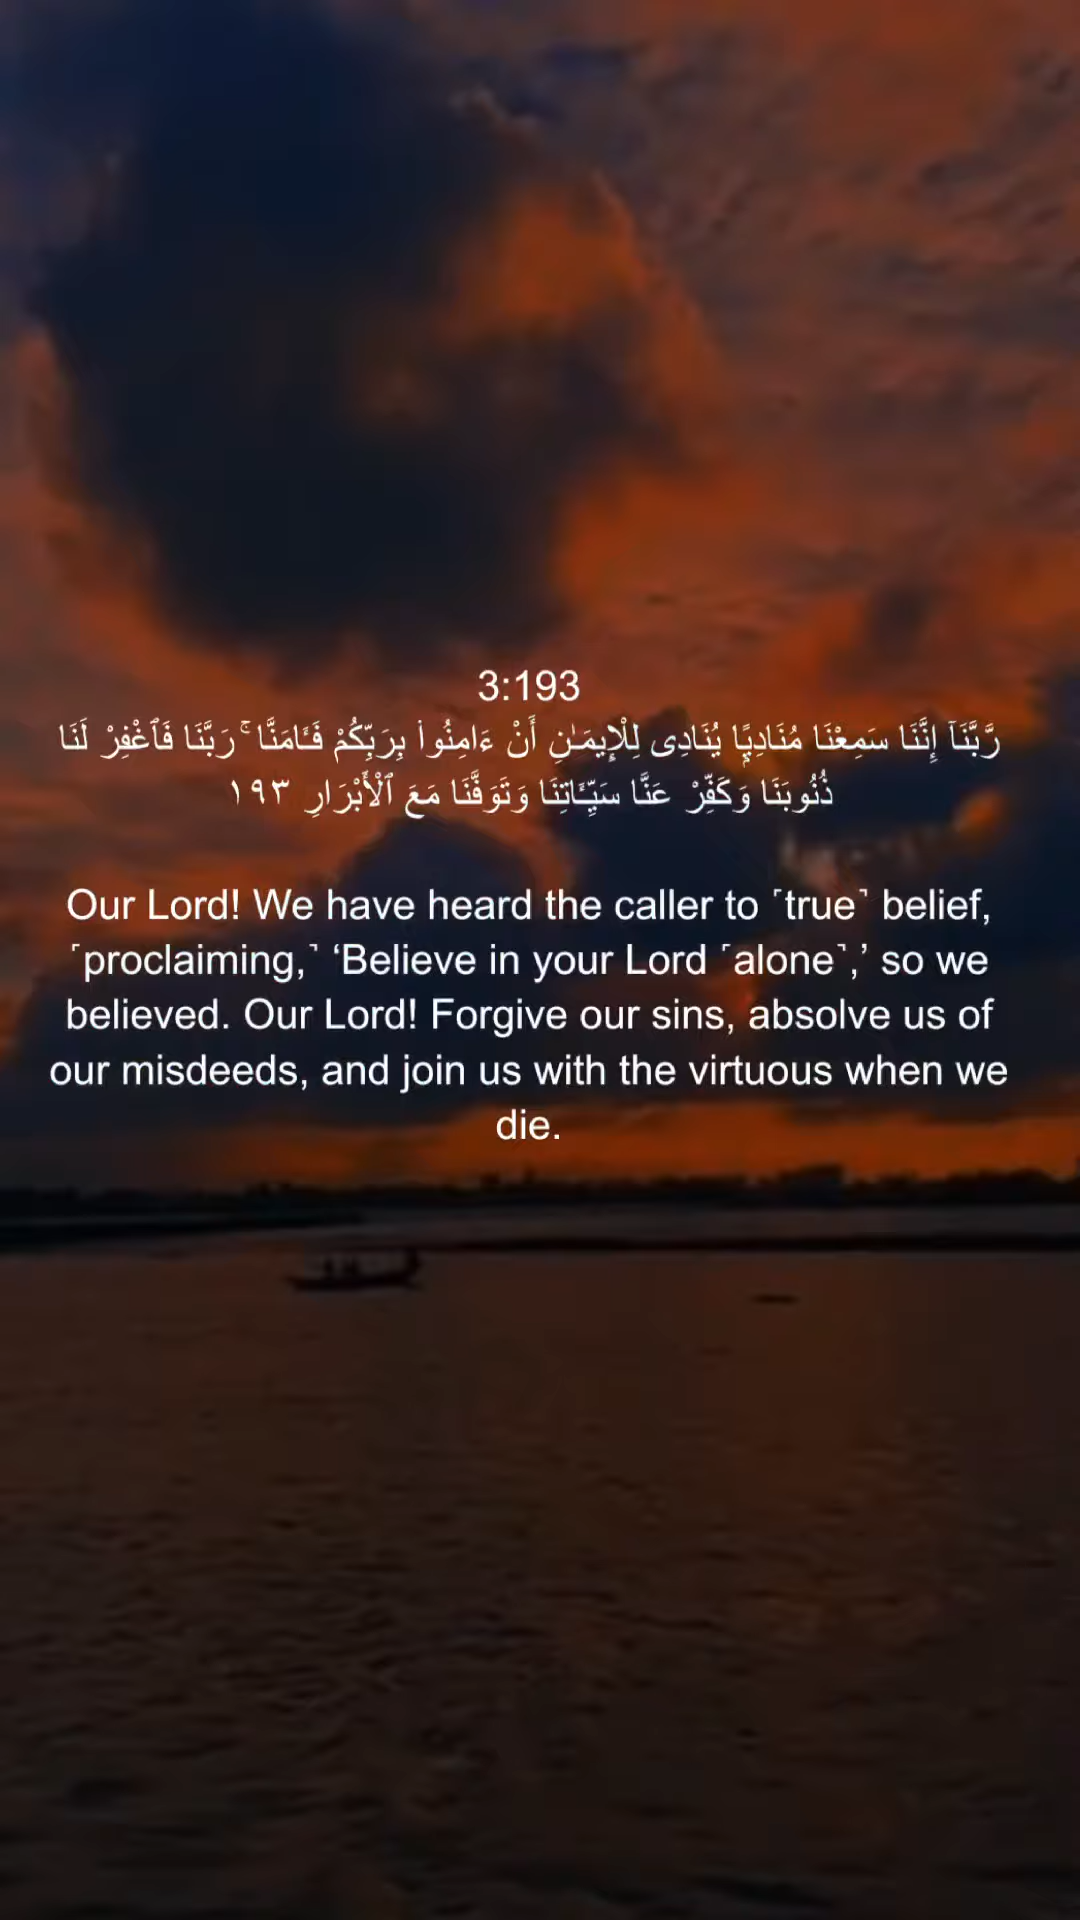 3:193
رَّبَّنَآ إِنَّنَا سَمِعْنَا مُنَادِيًۭا يُنَادِى لِلْإِيمَـٰنِ أَنْ ءَامِنُوا۟ بِرَبِّكُمْ فَـَٔامَنَّا ۚ رَبَّنَا فَٱغْفِرْ لَنَا
ذُنُوبَنَا وَكَفِّرْ عَنَّا سَيِّـَٔاتِنَا وَتَوَفَّنَا مَعَ ٱلْأَبْرَارِ ١٩٣
Our Lord! We have heard the caller to ˹true˺ belief,
˹proclaiming,˺ ‘Believe in your Lord ˹alone˺,’ so we
believed. Our Lord! Forgive our sins, absolve us of
our misdeeds, and join us with the virtuous when we
die.